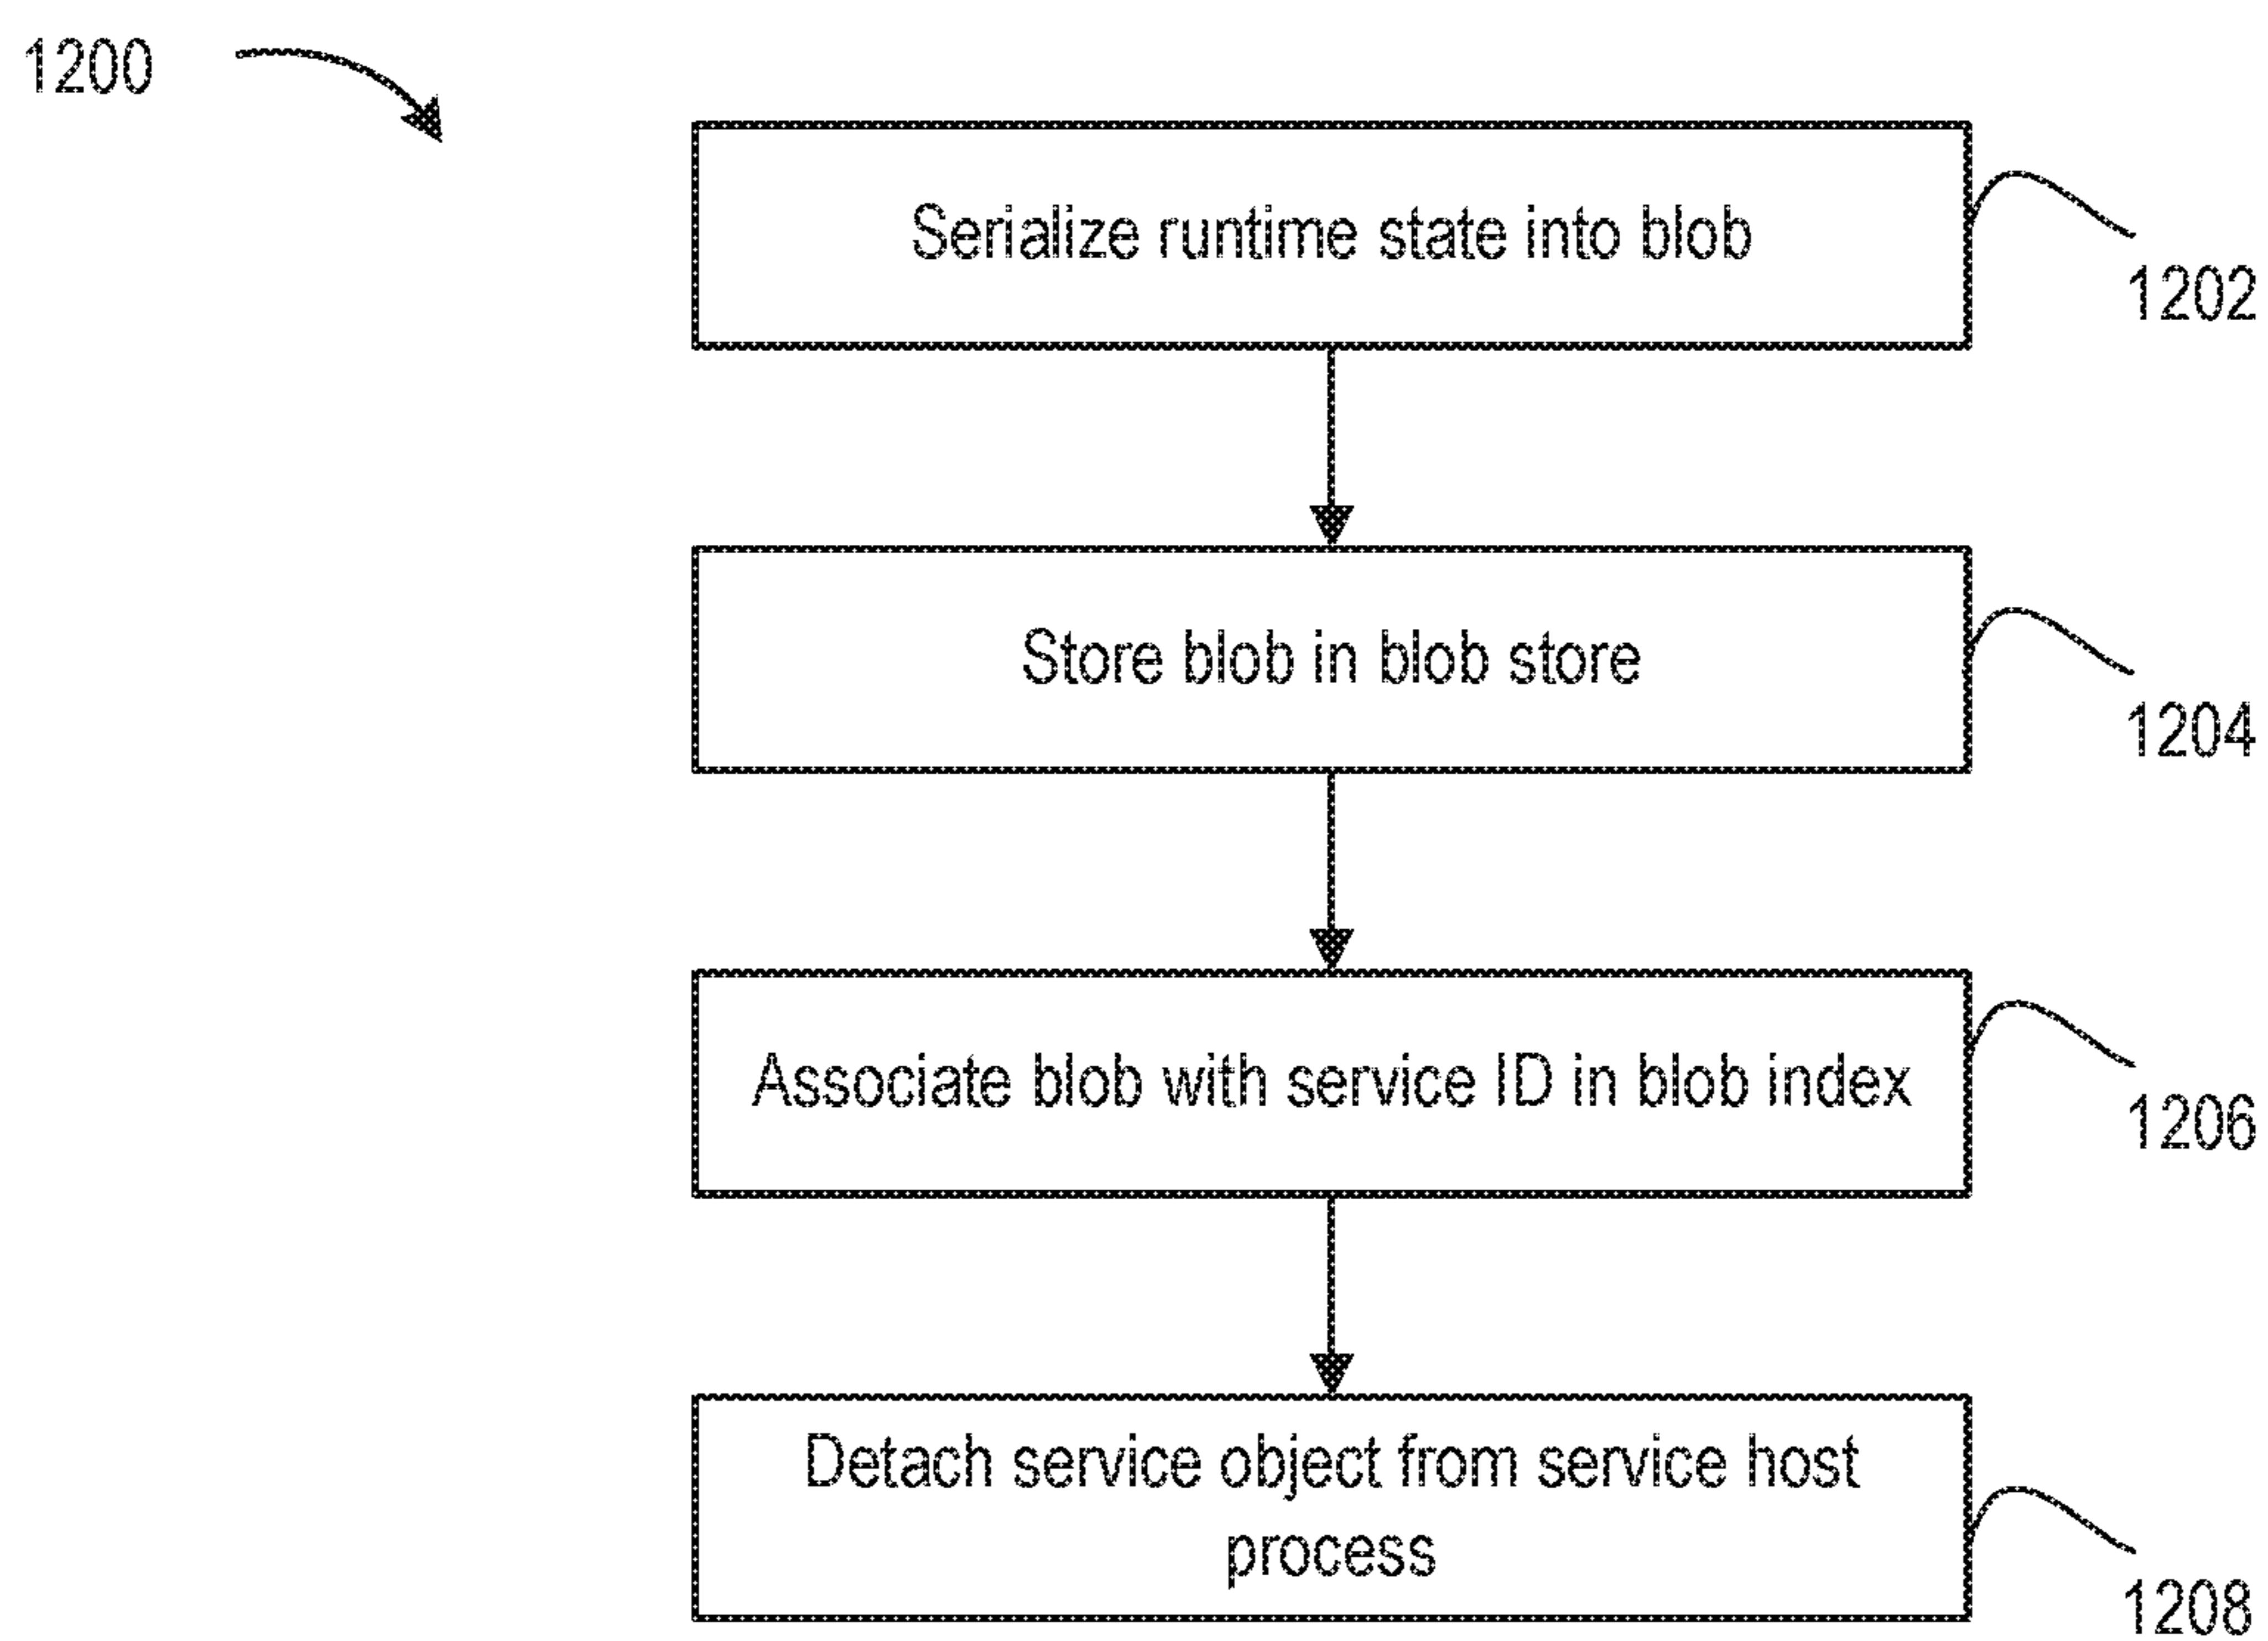 1200
Serialize runtime state into blob
1202
Store blob in blob store
1204
Associate blob with service ID in blob index
1206
Detach service object from service host
process
1208